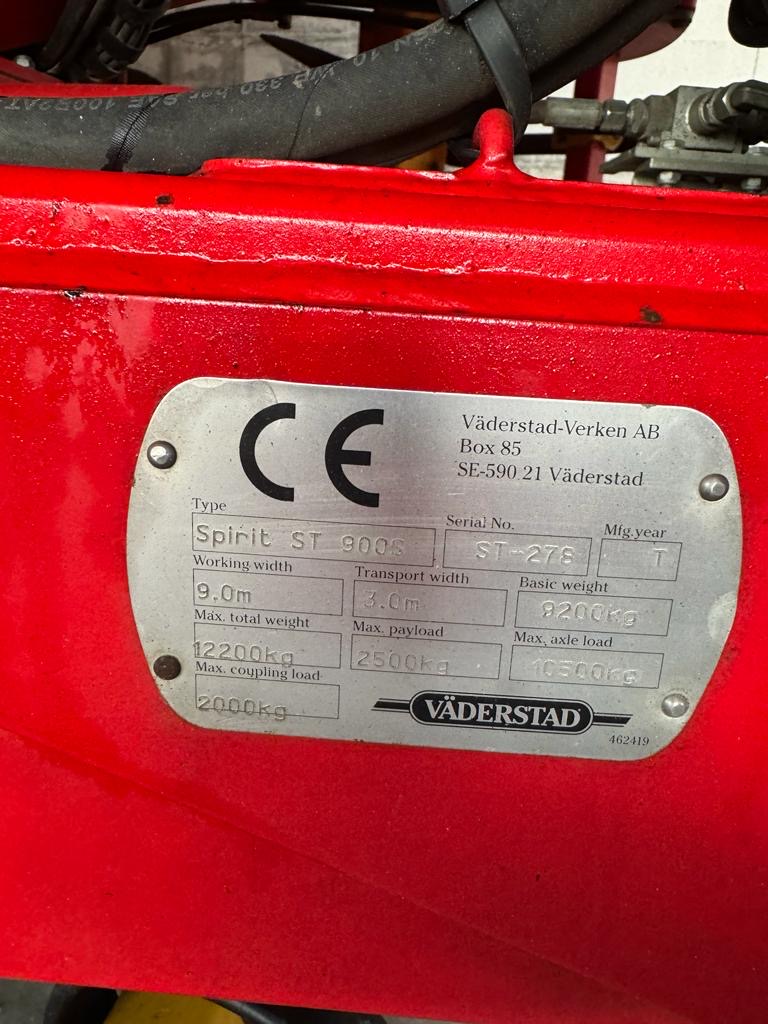 Väderstad-Verken AB
Box 85
SE-590 21 Väderstad
CE
Type
Spirit ST 900S
Serial No.
ST-278
Mfg.year
T
Working width
9.0m
Transport width
3.0m
Basic weight
9200kg
Max. total weight
12200kg
Max. payload
2500kg
Max. axle load
10500kg
Max. coupling load
2000kg
VÄDERSTAD
462419